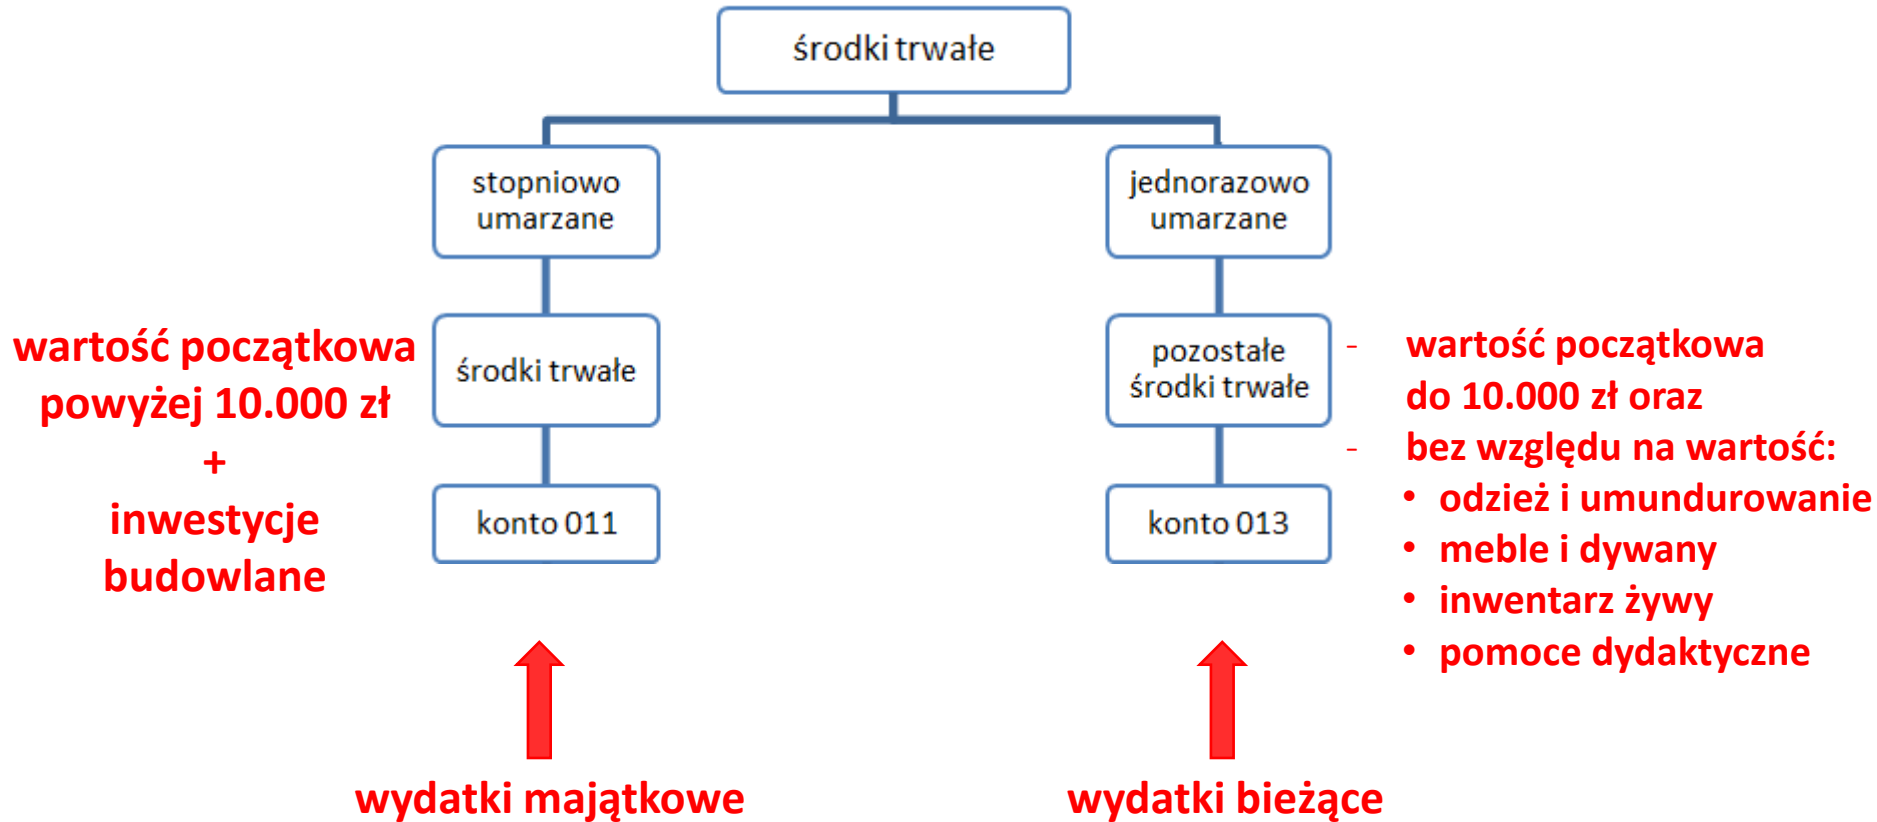 środki trwałe
stopniowo
umarzane
jednorazowo
umarzane
wartość początkowa
powyżej 10.000 zł
+
inwestycje
budowlane
środki trwałe
pozostałe
środki trwałe
- wartość początkowa
do 10.000 zł oraz
- bez względu na wartość:
• odzież i umundurowanie
• meble i dywany
• inwentarz żywy
• pomoce dydaktyczne
konto 011
konto 013
wydatki majątkowe
wydatki bieżące